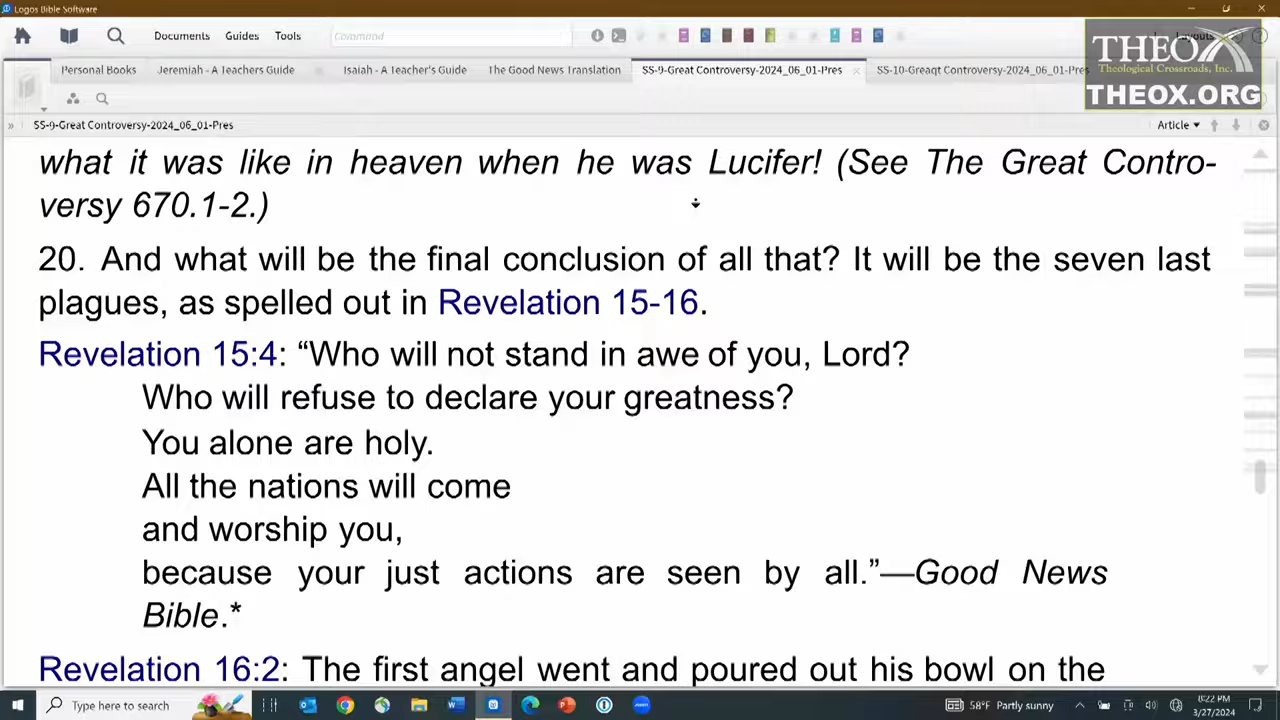 Logos Bible Software
Documents Guides Tools Command
THEOX
Theological Crossroads, Inc.
THEOX.ORG
Personal Books Jeremiah - A Teachers Guide The Good News Translation SS-9-Great Controversy-2024_06_01-Pres SS-10-Greaqt Controversy-2024_06_01-Pres
SS-9-Great Controversy-2024_06_01-Pres Article
what it was like in heaven when he was Lucifer! (See The Great Contro-
versy 670.1-2.)
20. And what will be the final conclusion of all that? It will be the seven last
plagues, as spelled out in Revelation 15-16.
Revelation 15:4: “Who will not stand in awe of you, Lord?
Who will refuse to declare your greatness?
You alone are holy.
All the nations will come
and worship you,
because your just actions are seen by all.”—Good News
Bible.*
Revelation 16:2: The first angel went and poured out his bowl on the
Type here to search
58°F Partly sunny
8:22 PM
3/27/2024